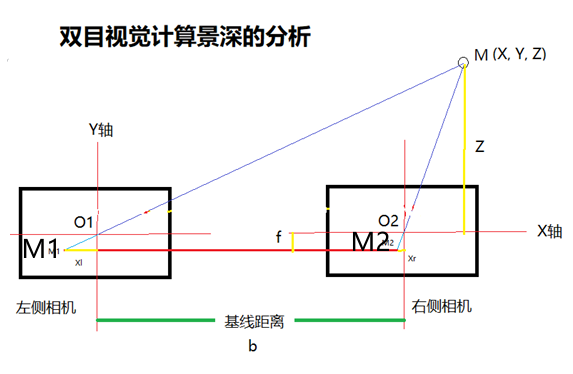 双目视觉计算景深的分析
M (X, Y, Z)
Y轴
Z
O1
O2
X轴
M1
M1
f
M2
M2
Xl
Xr
左侧相机
右侧相机
基线距离
b